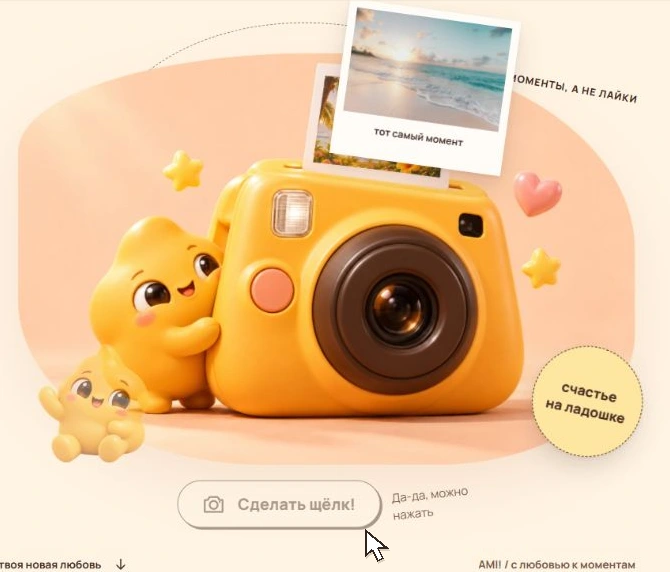 МОМЕНТЫ, А НЕ ЛАЙКИ
тот самый момент
счастье
на ладошке
Сделать щёлк!
Да-да, можно
нажать
твоя новая любовь ↓
AMI! / с любовью к моментам